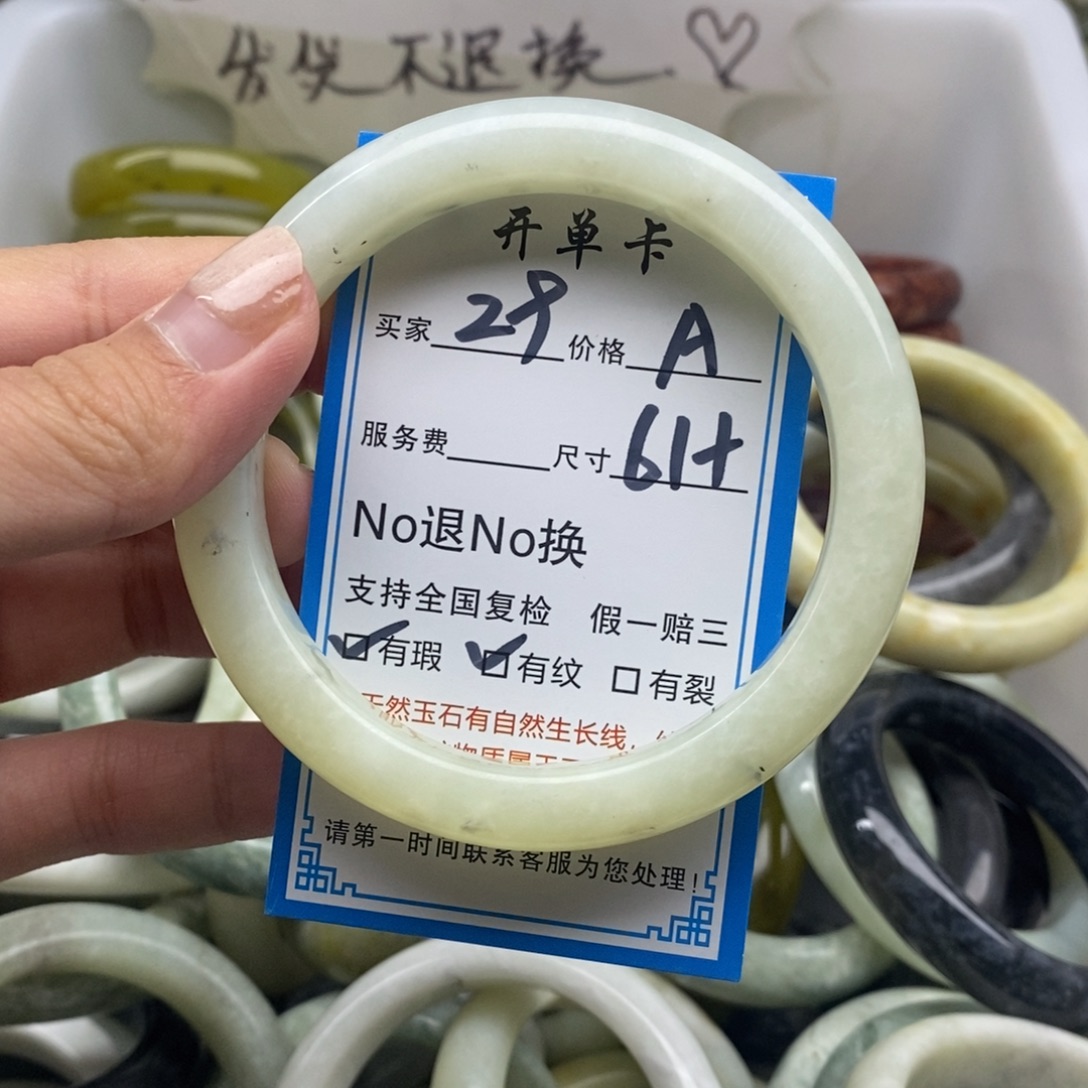 不退换
开单卡
买家 29 价格 A
服务费 尺寸 61+
No退No换
支持全国复检 假一赔三
有瑕 有纹 有裂
天然玉石有自然生长线,
物质属
请第一时间联系客服为您处理!